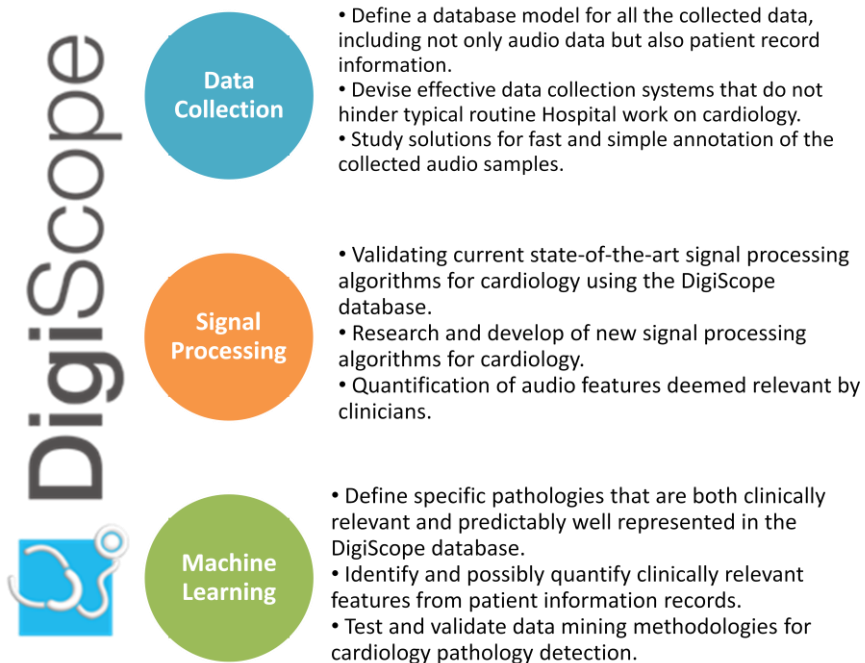 DigiScope
Data
Collection
• Define a database model for all the collected data,
including not only audio data but also patient record
information.
• Devise effective data collection systems that do not
hinder typical routine Hospital work on cardiology.
• Study solutions for fast and simple annotation of the
collected audio samples.
Signal
Processing
• Validating current state-of-the-art signal processing
algorithms for cardiology using the DigiScope
database.
• Research and develop of new signal processing
algorithms for cardiology.
• Quantification of audio features deemed relevant by
clinicians.
Machine
Learning
• Define specific pathologies that are both clinically
relevant and predictably well represented in the
DigiScope database.
• Identify and possibly quantify clinically relevant
features from patient information records.
• Test and validate data mining methodologies for
cardiology pathology detection.